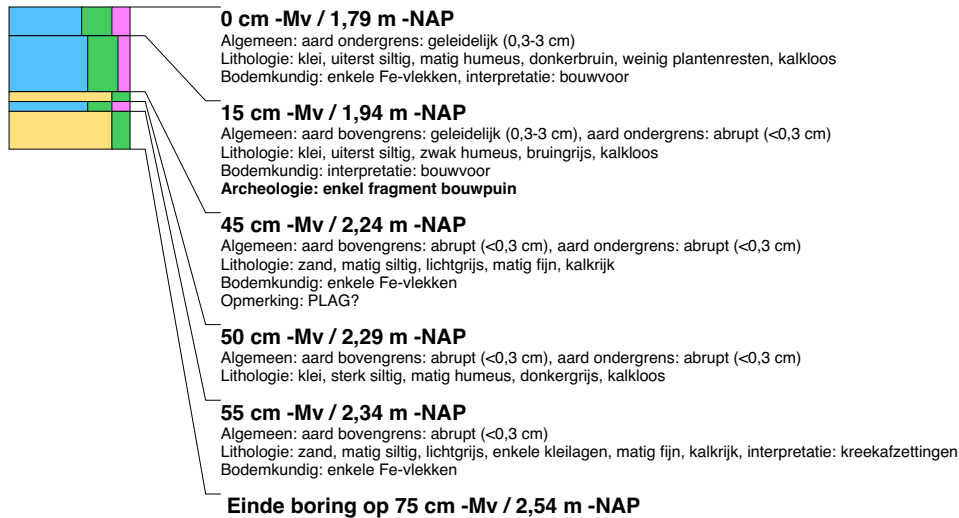 0 cm -Mv / 1,79 m -NAP
Algemeen: aard ondergrens: geleidelijk (0,3-3 cm)
Lithologie: klei, uiterst siltig, matig humeus, donkerbruin, weinig plantenresten, kalkloos
Bodemkundig: enkele Fe-vlekken, interpretatie: bouwvoor
15 cm -Mv / 1,94 m -NAP
Algemeen: aard bovengrens: geleidelijk (0,3-3 cm), aard ondergrens: abrupt (<0,3 cm)
Lithologie: klei, uiterst siltig, zwak humeus, bruingrijs, kalkloos
Bodemkundig: interpretatie: bouwvoor
Archeologie: enkel fragment bouwpuin
45 cm -Mv / 2,24 m -NAP
Algemeen: aard bovengrens: abrupt (<0,3 cm), aard ondergrens: abrupt (<0,3 cm)
Lithologie: zand, matig siltig, lichtgrijs, matig fijn, kalkrijk
Bodemkundig: enkele Fe-vlekken
Opmerking: PLAG?
50 cm -Mv / 2,29 m -NAP
Algemeen: aard bovengrens: abrupt (<0,3 cm), aard ondergrens: abrupt (<0,3 cm)
Lithologie: klei, sterk siltig, matig humeus, donkergrijs, kalkloos
55 cm -Mv / 2,34 m -NAP
Algemeen: aard bovengrens: abrupt (<0,3 cm)
Lithologie: zand, matig siltig, lichtgrijs, enkele kleilagen, matig fijn, kalkrijk, interpretatie: kreekafzettingen
Bodemkundig: enkele Fe-vlekken
Einde boring op 75 cm -Mv / 2,54 m -NAP